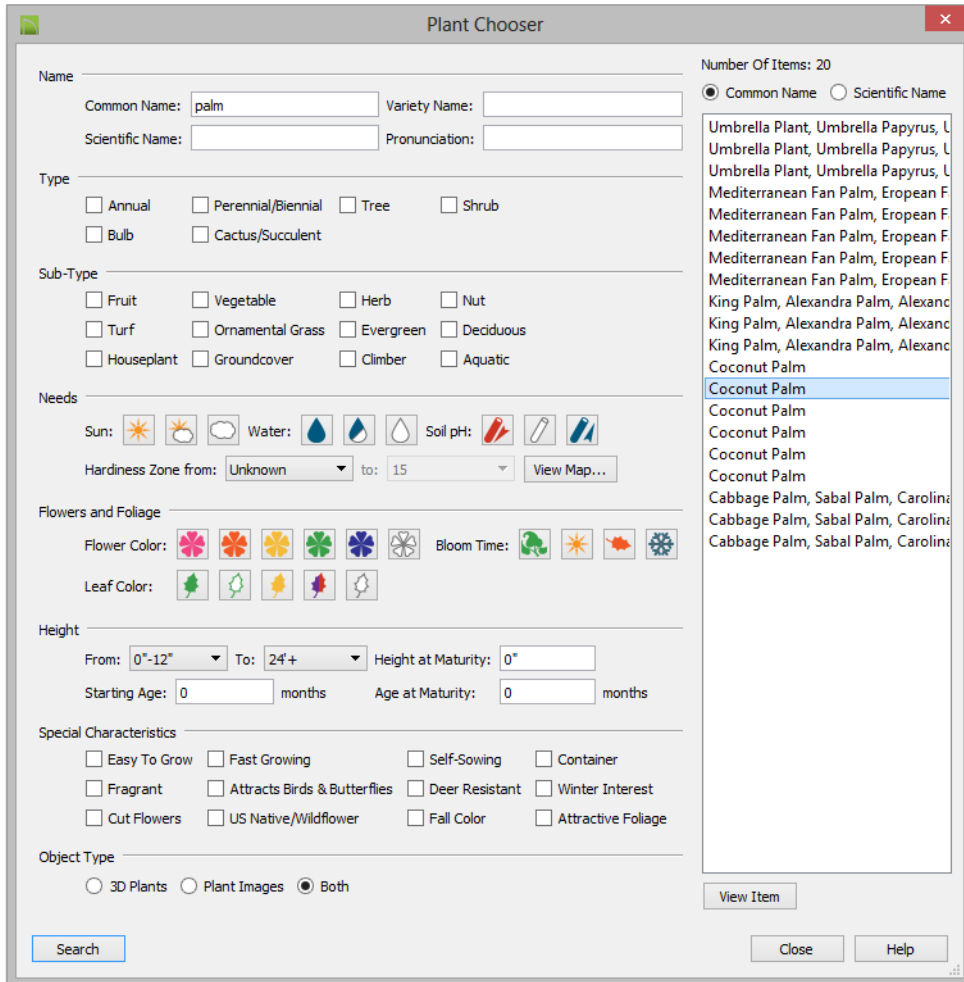 Plant Chooser
Name
Common Name: palm Variety Name:
Scientific Name: Pronunciation:
Type
Annual Perennial/Biennial Tree Shrub
Bulb Cactus/Succulent
Sub-Type
Fruit Vegetable Herb Nut
Turf Ornamental Grass Evergreen Deciduous
Houseplant Groundcover Climber Aquatic
Needs
Sun: Water: Soil pH:
Hardiness Zone from: Unknown to: 15 View Map...
Flowers and Foliage
Flower Color: Bloom Time:
Leaf Color:
Height
From: 0"-12" To: 24'+ Height at Maturity: 0"
Starting Age: 0 months Age at Maturity: 0 months
Special Characteristics
Easy To Grow Fast Growing Self-Sowing Container
Fragrant Attracts Birds & Butterflies Deer Resistant Winter Interest
Cut Flowers US Native/Wildflower Fall Color Attractive Foliage
Object Type
3D Plants Plant Images Both
Search
Number Of Items: 20
Common Name Scientific Name
Umbrella Plant, Umbrella Papyrus, U
Umbrella Plant, Umbrella Papyrus, U
Umbrella Plant, Umbrella Papyrus, U
Mediterranean Fan Palm, Eropean F
Mediterranean Fan Palm, Eropean F
Mediterranean Fan Palm, Eropean F
Mediterranean Fan Palm, Eropean F
Mediterranean Fan Palm, Eropean F
King Palm, Alexandra Palm, Alexand
King Palm, Alexandra Palm, Alexand
King Palm, Alexandra Palm, Alexand
Coconut Palm
Coconut Palm
Coconut Palm
Coconut Palm
Coconut Palm
Coconut Palm
Cabbage Palm, Sabal Palm, Carolina
Cabbage Palm, Sabal Palm, Carolina
Cabbage Palm, Sabal Palm, Carolina
View Item
Close Help